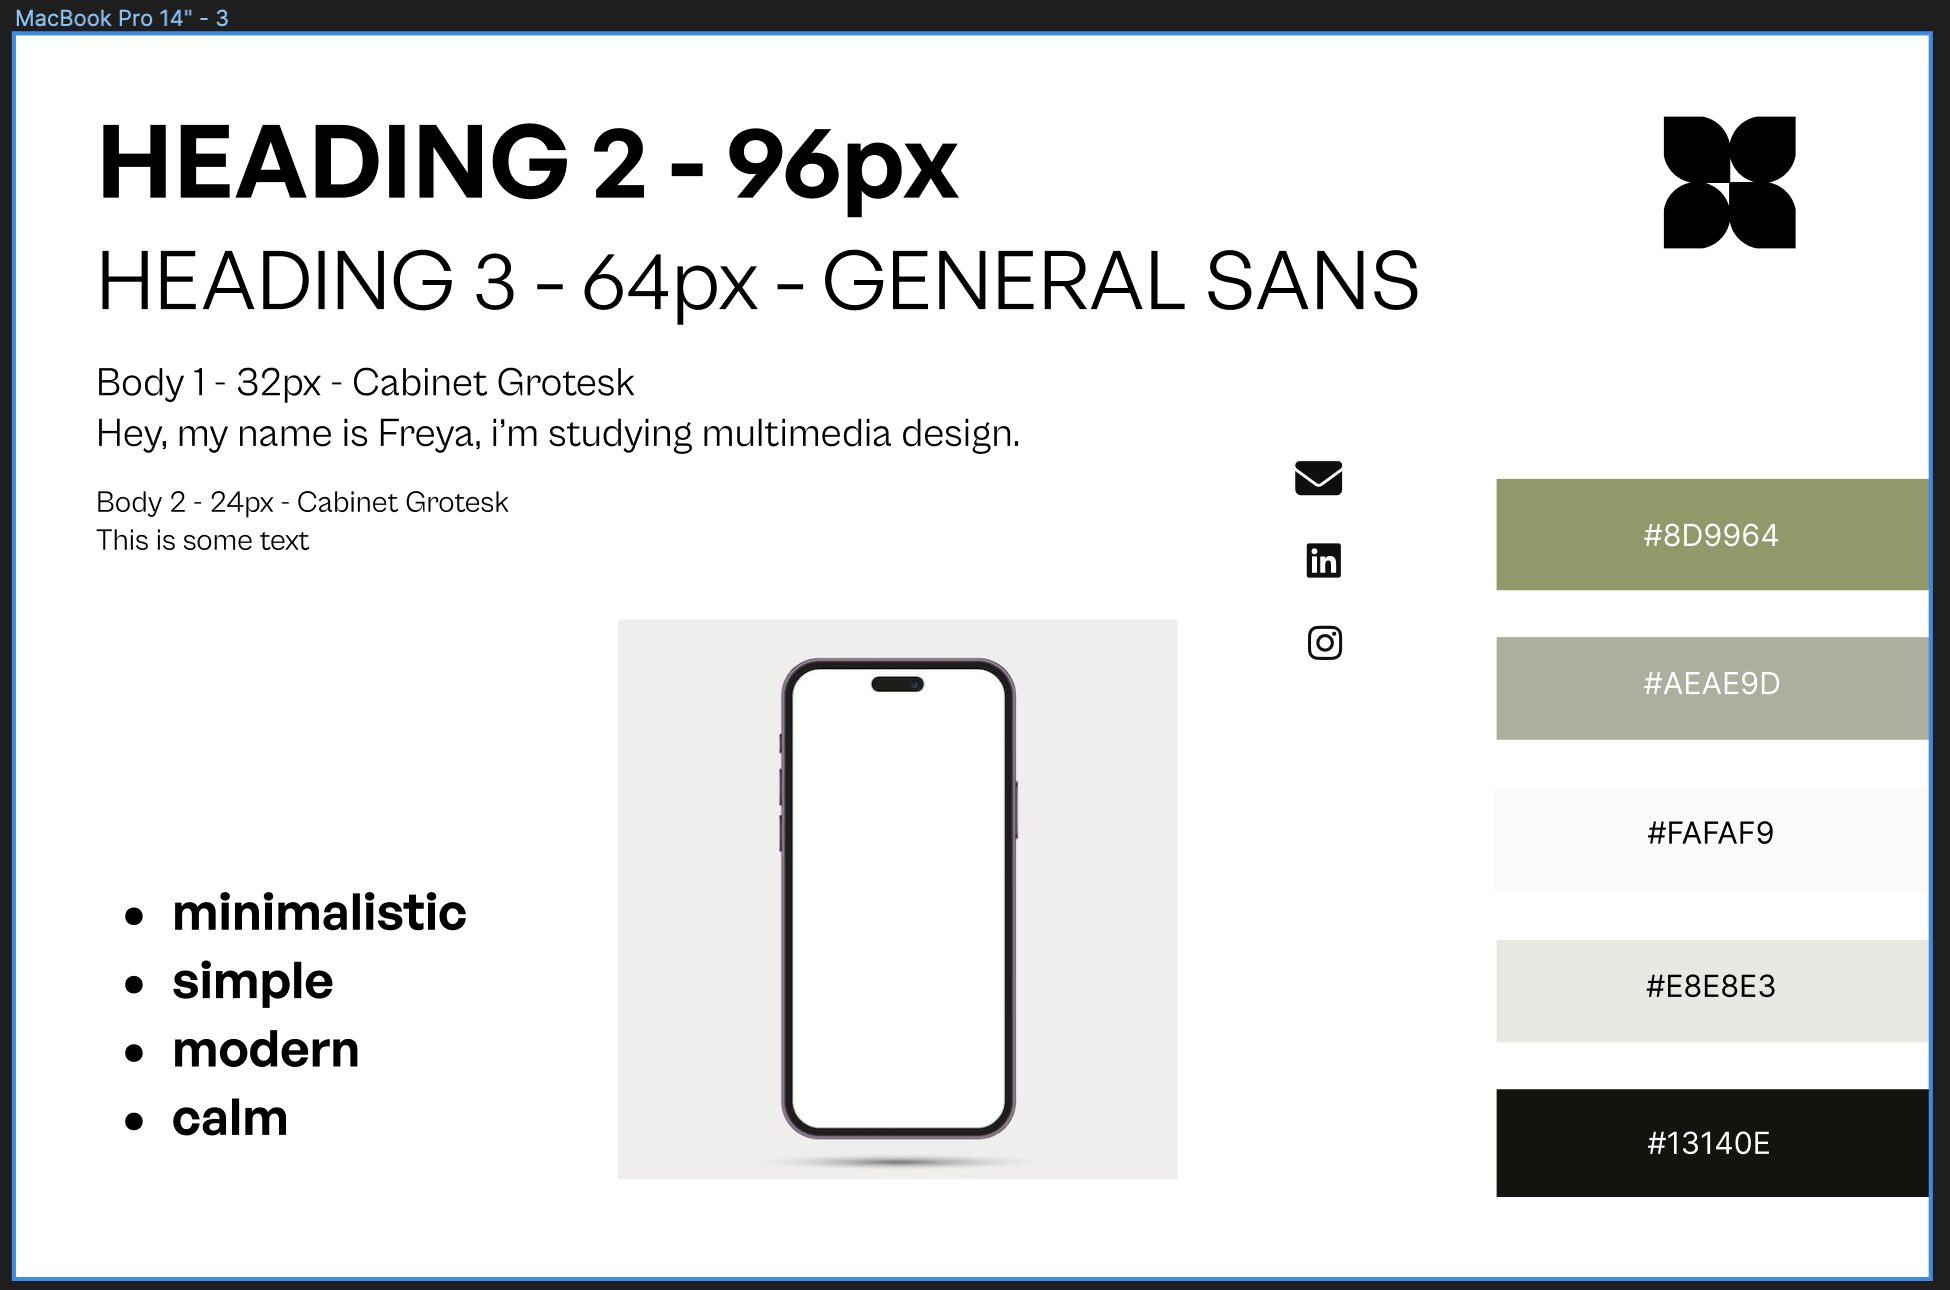 MacBook Pro 14" - 3
HEADING 2 - 96px
HEADING 3 - 64px - GENERAL SANS
Body 1 - 32px - Cabinet Grotesk
Hey, my name is Freya, i’m studying multimedia design.
Body 2 - 24px - Cabinet Grotesk
This is some text
in
#8D9964
#AEAE9D
#FAFAF9
#E8E8E3
#13140E
• minimalistic
• simple
• modern
• calm